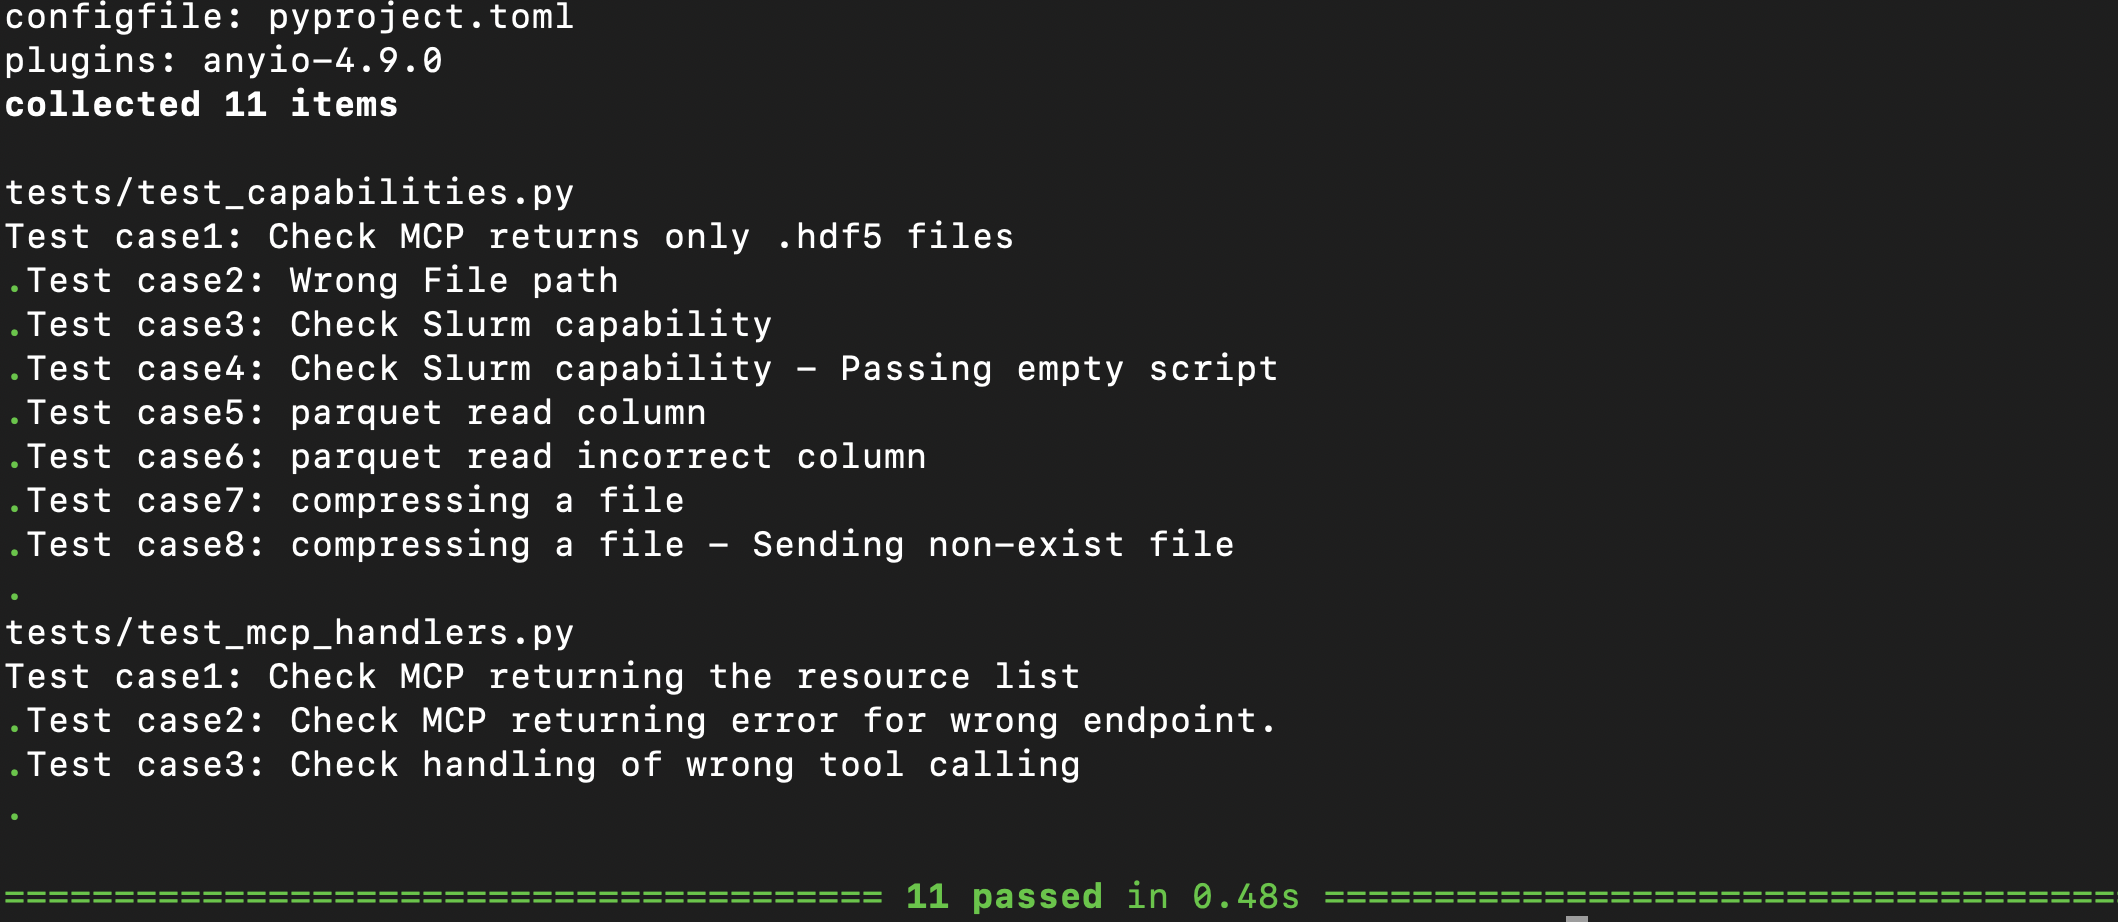 configfile: pyproject.toml
plugins: anyio-4.9.0
collected 11 items
tests/test_capabilities.py
Test case1: Check MCP returns only .hdf5 files
.Test case2: Wrong File path
.Test case3: Check Slurm capability
.Test case4: Check Slurm capability – Passing empty script
.Test case5: parquet read column
.Test case6: parquet read incorrect column
.Test case7: compressing a file
.Test case8: compressing a file – Sending non-exist file
.
tests/test_mcp_handlers.py
Test case1: Check MCP returning the resource list
.Test case2: Check MCP returning error for wrong endpoint.
.Test case3: Check handling of wrong tool calling
.
======================================== 11 passed in 0.48s ====================================